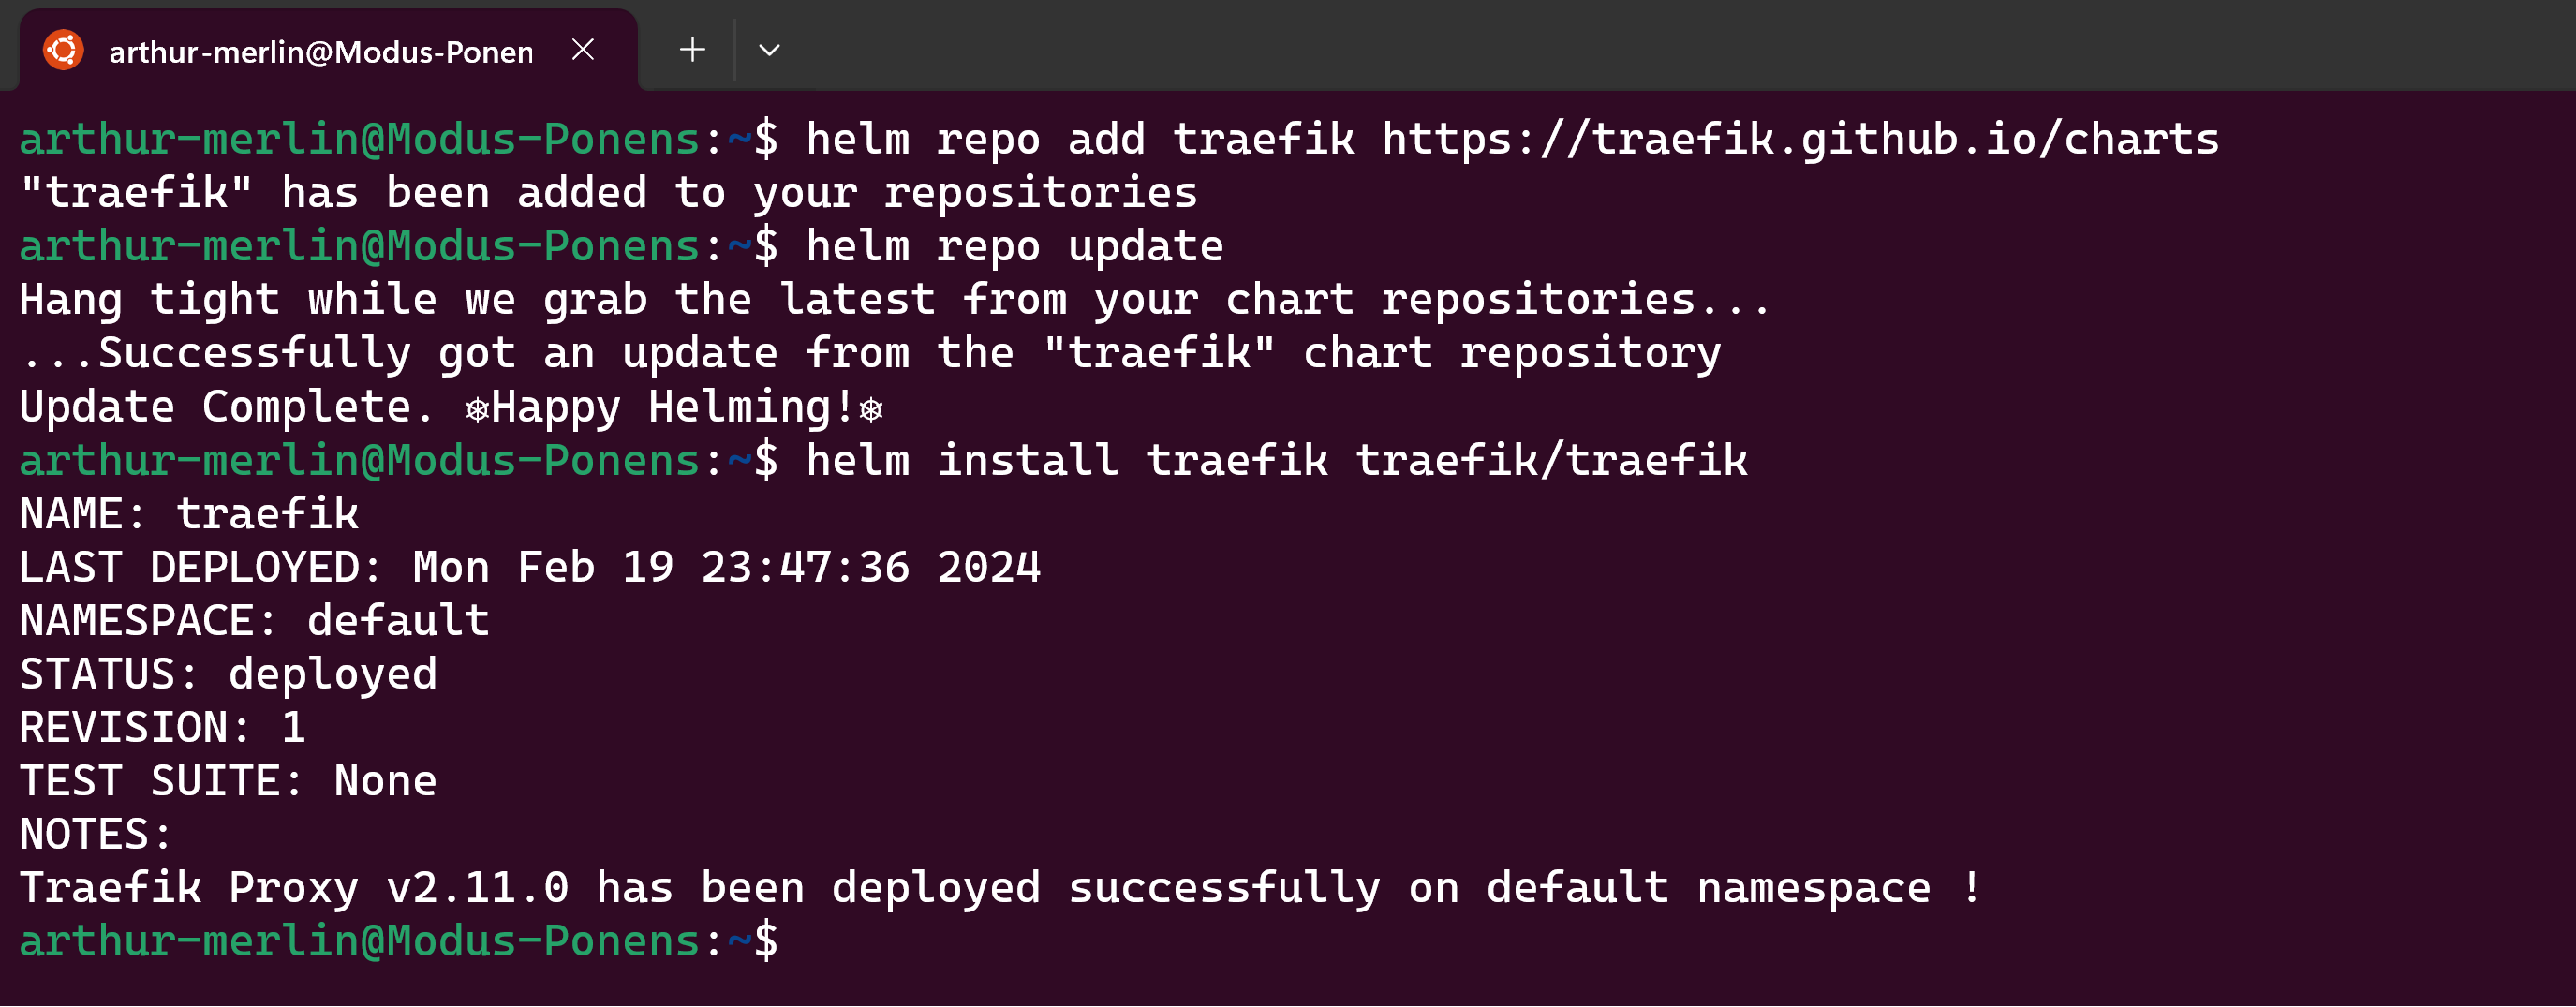 arthur-merlin@Modus-Ponen
arthur-merlin@Modus-Ponens:~$ helm repo add traefik https://traefik.github.io/charts
"traefik" has been added to your repositories
arthur-merlin@Modus-Ponens:~$ helm repo update
Hang tight while we grab the latest from your chart repositories...
...Successfully got an update from the "traefik" chart repository
Update Complete. ⎈Happy Helming!⎈
arthur-merlin@Modus-Ponens:~$ helm install traefik traefik/traefik
NAME: traefik
LAST DEPLOYED: Mon Feb 19 23:47:36 2024
NAMESPACE: default
STATUS: deployed
REVISION: 1
TEST SUITE: None
NOTES:
Traefik Proxy v2.11.0 has been deployed successfully on default namespace !
arthur-merlin@Modus-Ponens:~$